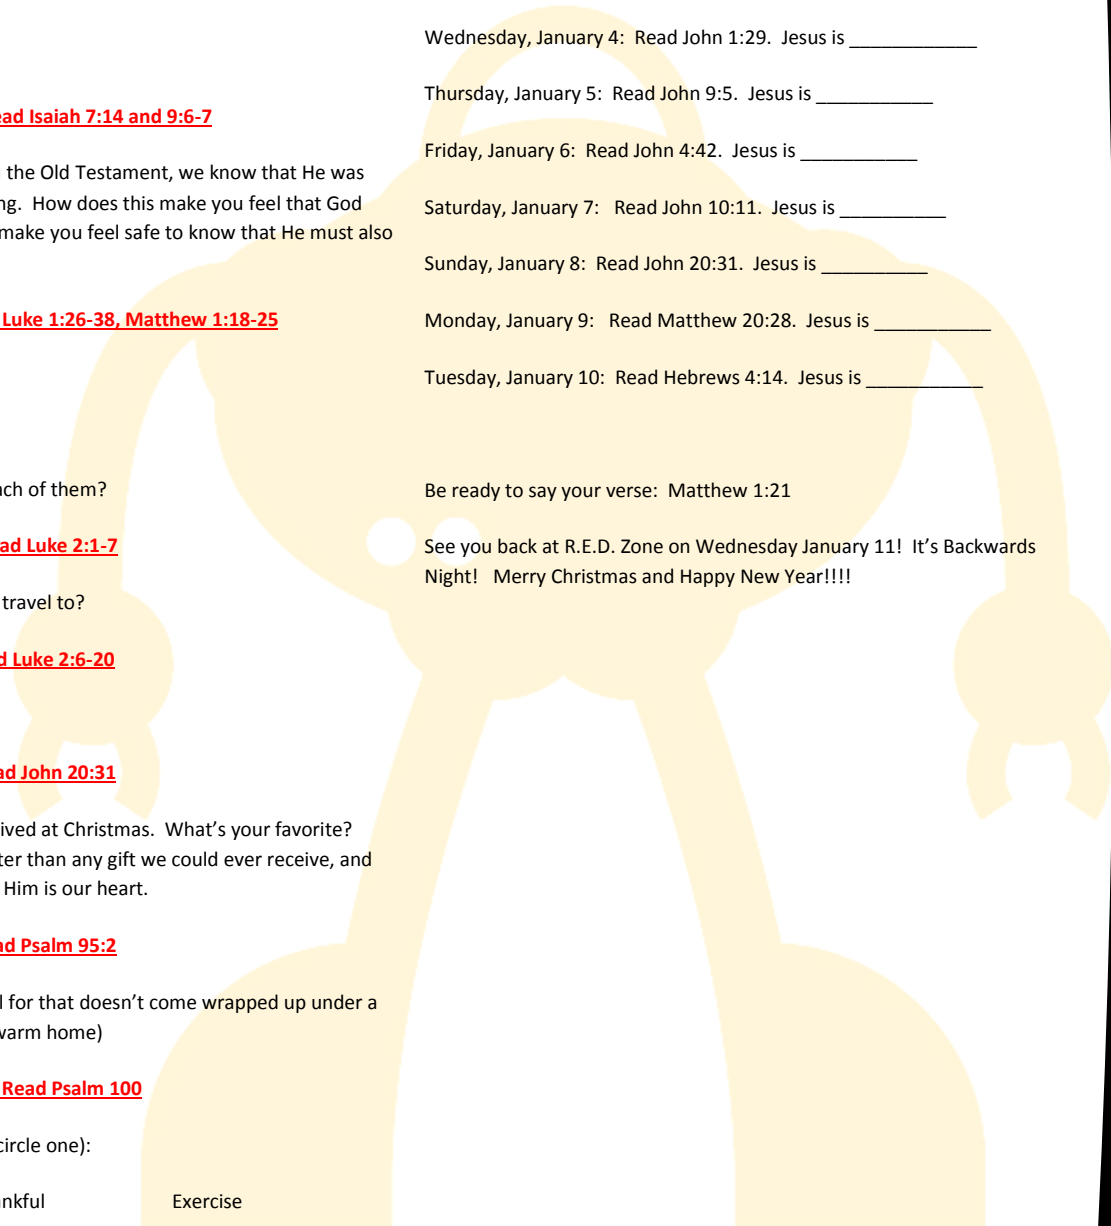 ead Isaiah 7:14 and 9:6-7
the Old Testament, we know that He was
ng. How does this make you feel that God
make you feel safe to know that He must also
Luke 1:26-38, Matthew 1:18-25
ach of them?
ad Luke 2:1-7
travel to?
d Luke 2:6-20
ad John 20:31
ived at Christmas. What's your favorite?
ter than any gift we could ever receive, and
Him is our heart.
ad Psalm 95:2
l for that doesn't come wrapped up under a
warm home)
Read Psalm 100
circle one):
nkful Exercise
Wednesday, January 4: Read John 1:29. Jesus is ____________
Thursday, January 5: Read John 9:5. Jesus is ___________
Friday, January 6: Read John 4:42. Jesus is ___________
Saturday, January 7: Read John 10:11. Jesus is __________
Sunday, January 8: Read John 20:31. Jesus is __________
Monday, January 9: Read Matthew 20:28. Jesus is ___________
Tuesday, January 10: Read Hebrews 4:14. Jesus is ___________
Be ready to say your verse: Matthew 1:21
See you back at R.E.D. Zone on Wednesday January 11! It's Backwards
Night! Merry Christmas and Happy New Year!!!!